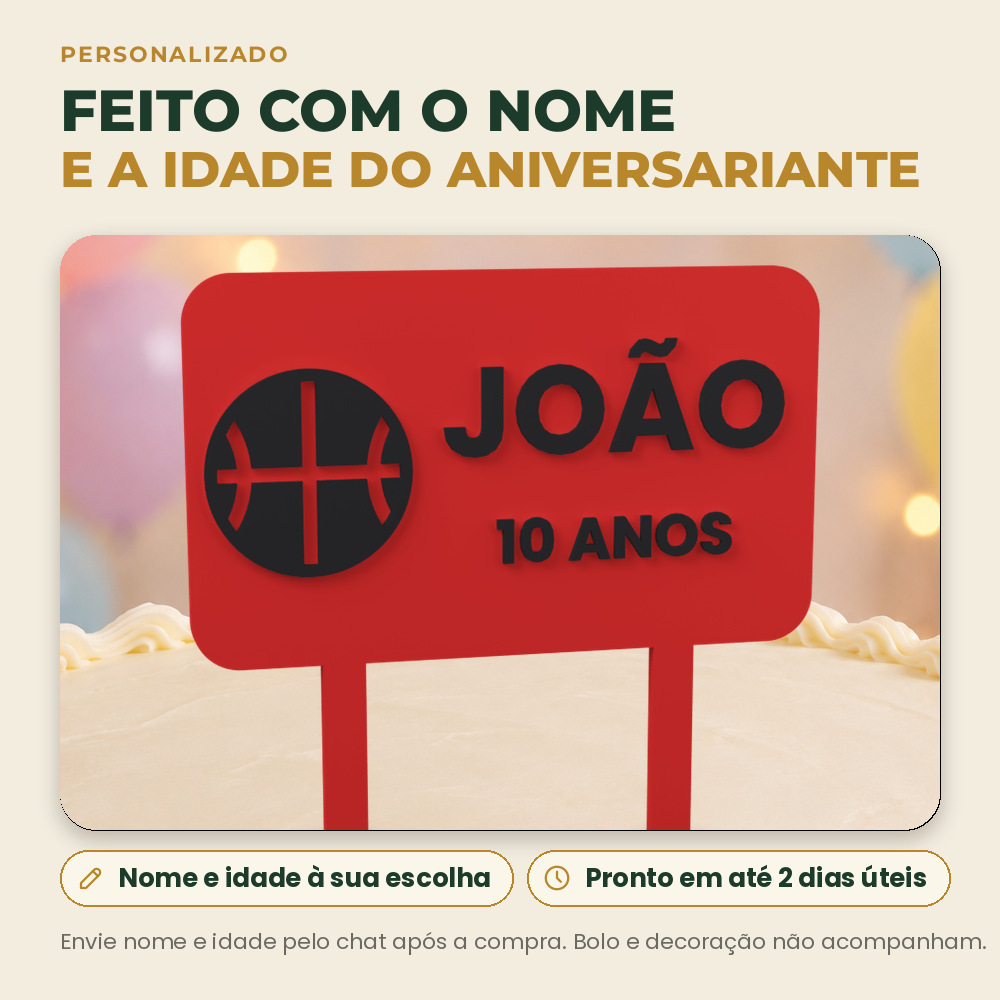 PERSONALIZADO
FEITO COM O NOME
E A IDADE DO ANIVERSARIANTE
JOÃO
10 ANOS
Nome e idade à sua escolha
Pronto em até 2 dias úteis
Envie nome e idade pelo chat após a compra. Bolo e decoração não acompanham.